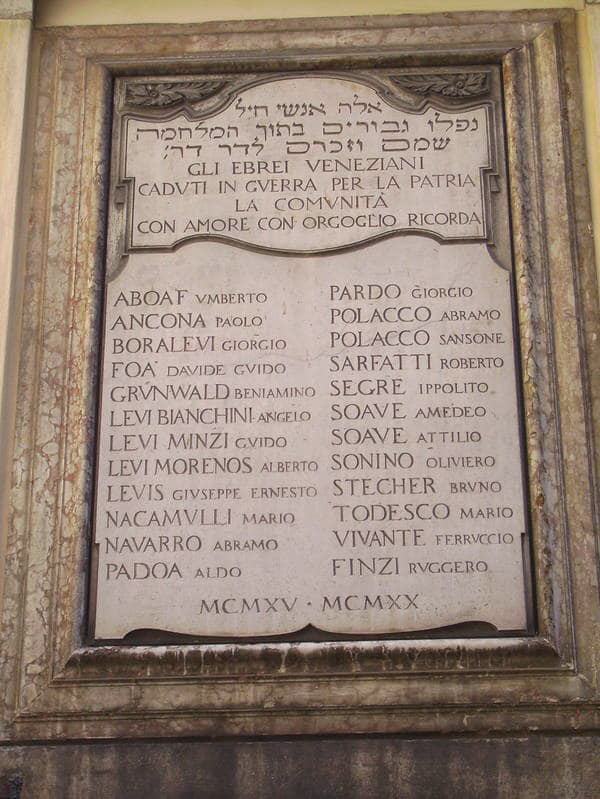 אלה אנשי חיל
נפלו גבורים בתוך המלחמה
שמם וזכרם לדר דר׳
GLI EBREI VENEZIANI
CADVTI IN GVERRA PER LA PATRIA
LA COMVNITÀ
CON AMORE CON ORGOGLIO RICORDA
ABOAF VMBERTO
ANCONA PAOLO
BORALEVI GIORGIO
FOA' DAVIDE GVIDO
GRÜNWALD BENIAMINO
LEVI BIANCHINI ANGELO
LEVI MINZI GVIDO
LEVI MORENOS ALBERTO
LEVIS GIVSEPPE ERNESTO
NACAMVLLI MARIO
NAVARRO ABRAMO
PADOA ALDO
PARDO GIORGIO
POLACCO ABRAMO
POLACCO SANSONE
SARFATTI ROBERTO
SEGRE IPPOLITO
SOAVE AMEDEO
SOAVE ATTILIO
SONINO OLIVIERO
STECHER BRVNO
TODESCO MARIO
VIVANTE FERRVCCIO
FINZI RVGGERO
MCMXV · MCMXX